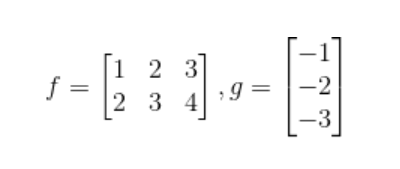 f = [1 2 3
2 3 4] , g = [−1
−2
−3]